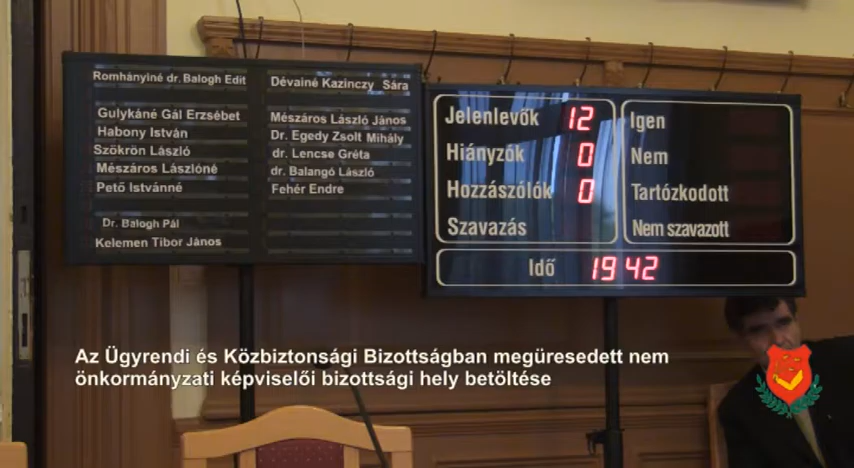 Romhányiné dr. Balogh Edit
Gulykáné Gál Erzsébet
Habony István
Szökrön László
Mészáros Lászlóné
Pető Istvánné
Dr. Balogh Pál
Kelemen Tibor János
Dévainé Kazinczy Sára
Mészáros László János
Dr. Egedy Zsolt Mihály
dr. Lencse Gréta
dr. Balangó László
Fehér Endre
Jelenlevők 12
Hiányzók 0
Hozzászólók 0
Szavazás
Igen
Nem
Tartózkodott
Nem szavazott
Idő 19 42
Az Ügyrendi és Közbiztonsági Bizottságban megüresedett nem
önkormányzati képviselői bizottsági hely betöltése